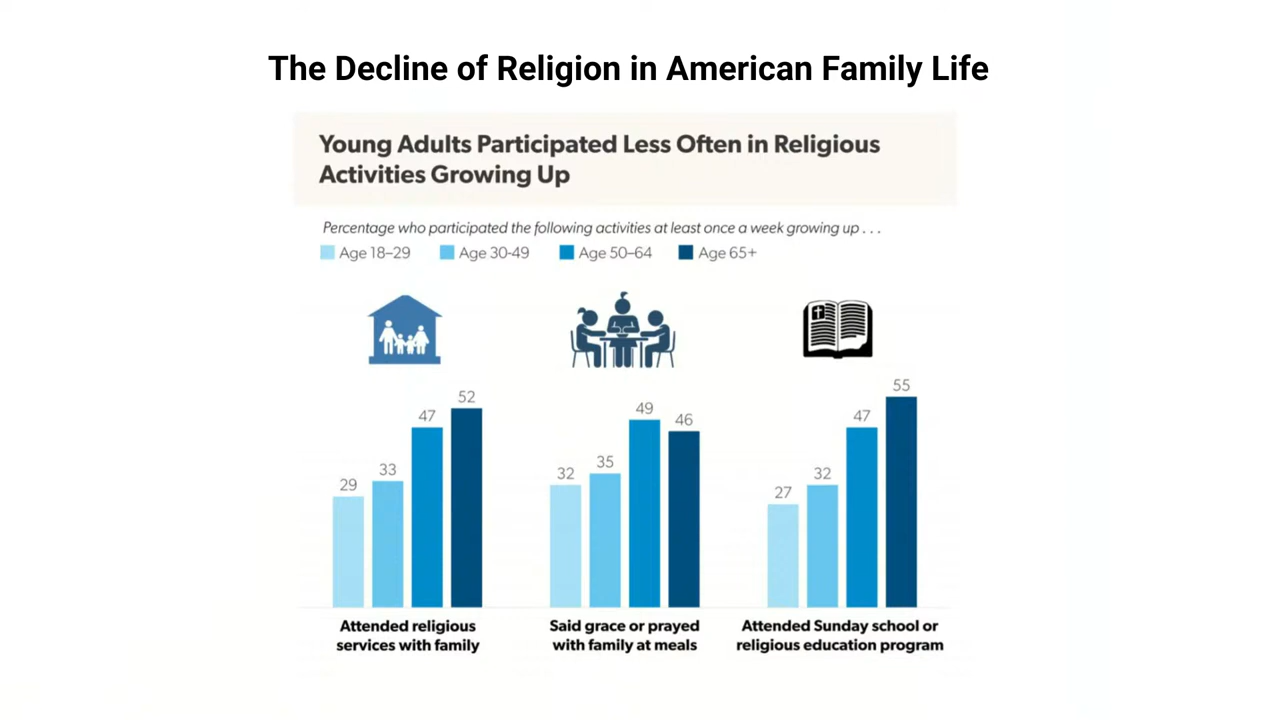 The Decline of Religion in American Family Life
Young Adults Participated Less Often in Religious
Activities Growing Up
Percentage who participated the following activities at least once a week growing up . . .
Age 18–29 Age 30-49 Age 50–64 Age 65+
29 33 47 52
32 35 49 46
27 32 47 55
Attended religious
services with family
Said grace or prayed
with family at meals
Attended Sunday school or
religious education program